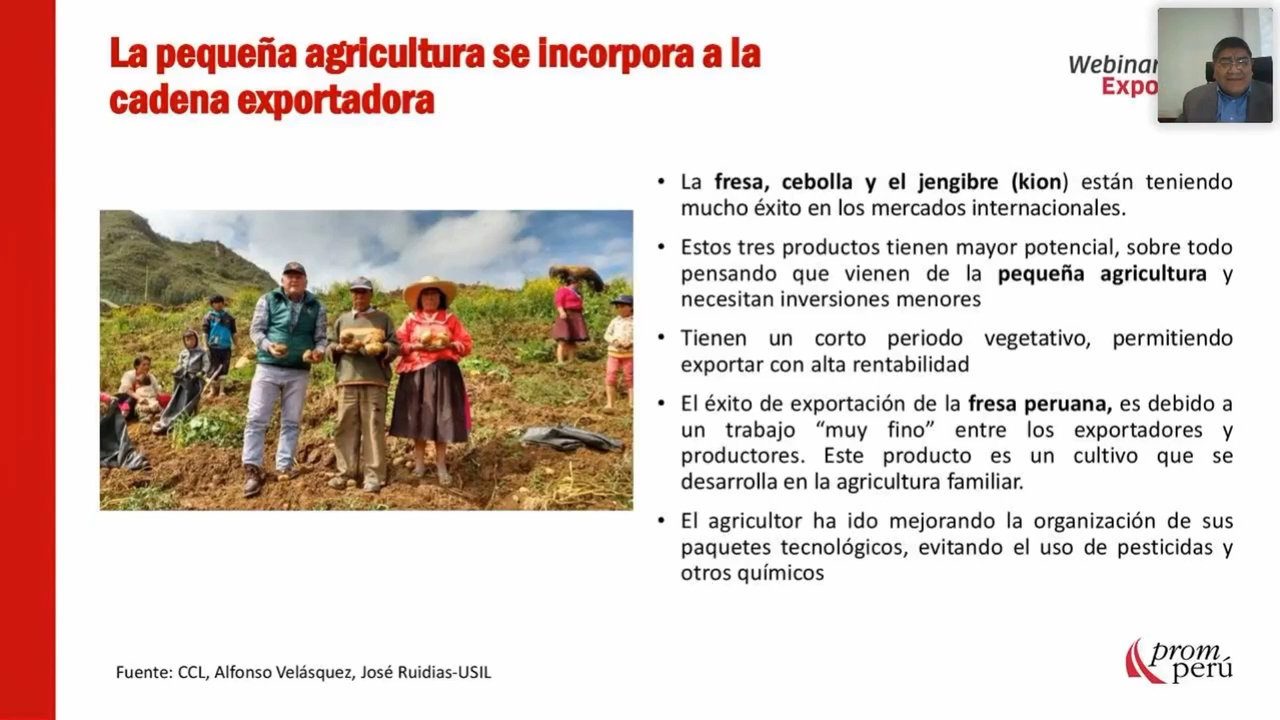 La pequeña agricultura se incorpora a la
cadena exportadora
Webinar
Expo
• La fresa, cebolla y el jengibre (kion) están teniendo
mucho éxito en los mercados internacionales.
• Estos tres productos tienen mayor potencial, sobre todo
pensando que vienen de la pequeña agricultura y
necesitan inversiones menores
• Tienen un corto periodo vegetativo, permitiendo
exportar con alta rentabilidad
• El éxito de exportación de la fresa peruana, es debido a
un trabajo “muy fino” entre los exportadores y
productores. Este producto es un cultivo que se
desarrolla en la agricultura familiar.
• El agricultor ha ido mejorando la organización de sus
paquetes tecnológicos, evitando el uso de pesticidas y
otros químicos
Fuente: CCL, Alfonso Velásquez, José Ruidias-USIL
prom
perú